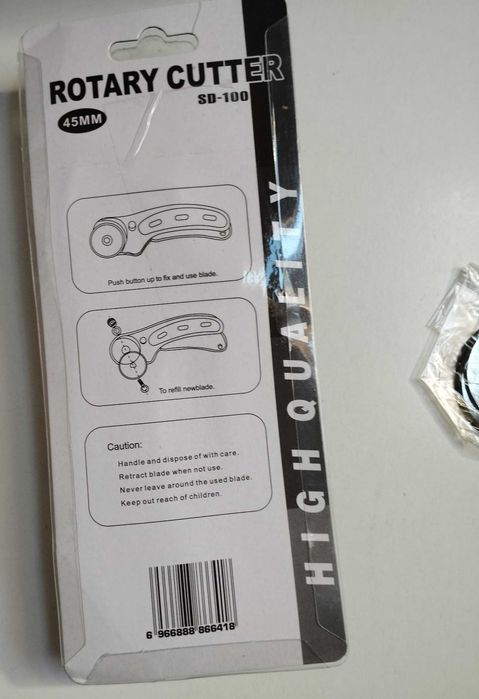 ROTARY CUTTER
SD-100
45MM
Push button up to fix and use blade.
To refill newblade.
Caution:
Handle and dispose of with care.
Retract blade when not use.
Never leave around the used blade.
Keep out reach of children.
HIGH QUALITY
6 966888 866418